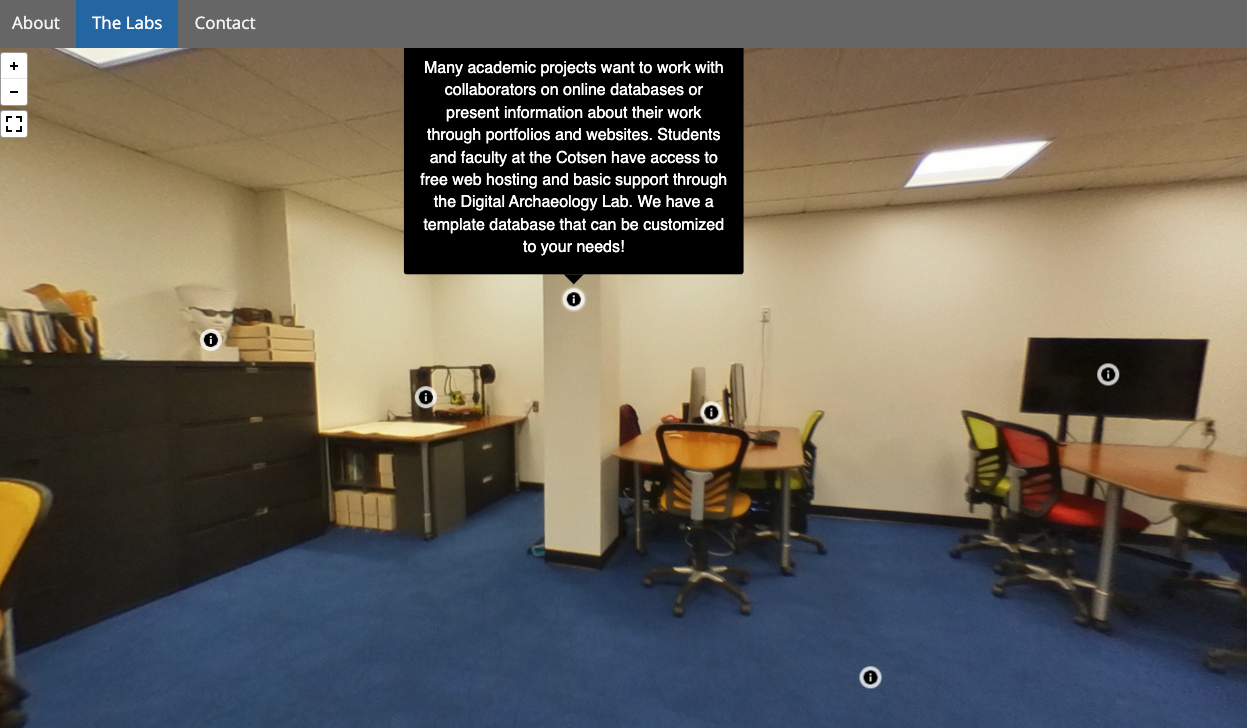 About The Labs Contact
+
Many academic projects want to work with
collaborators on online databases or
present information about their work
through portfolios and websites. Students
and faculty at the Cotsen have access to
free web hosting and basic support through
the Digital Archaeology Lab. We have a
template database that can be customized
to your needs!
−